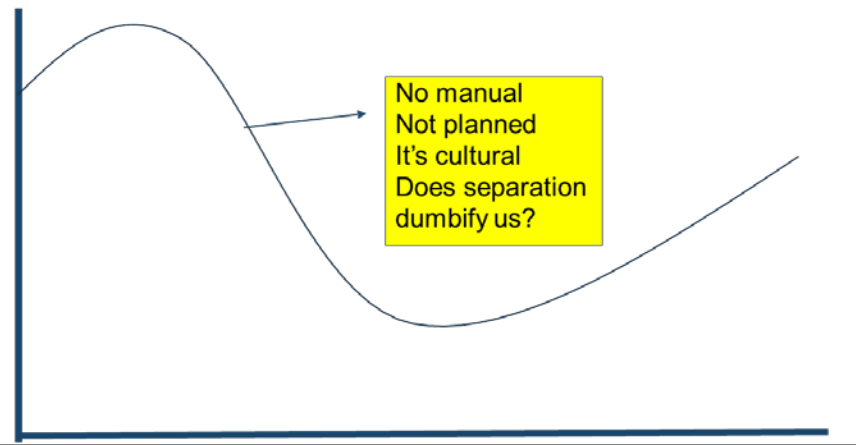 No manual
Not planned
It's cultural
Does separation
dumbify us?